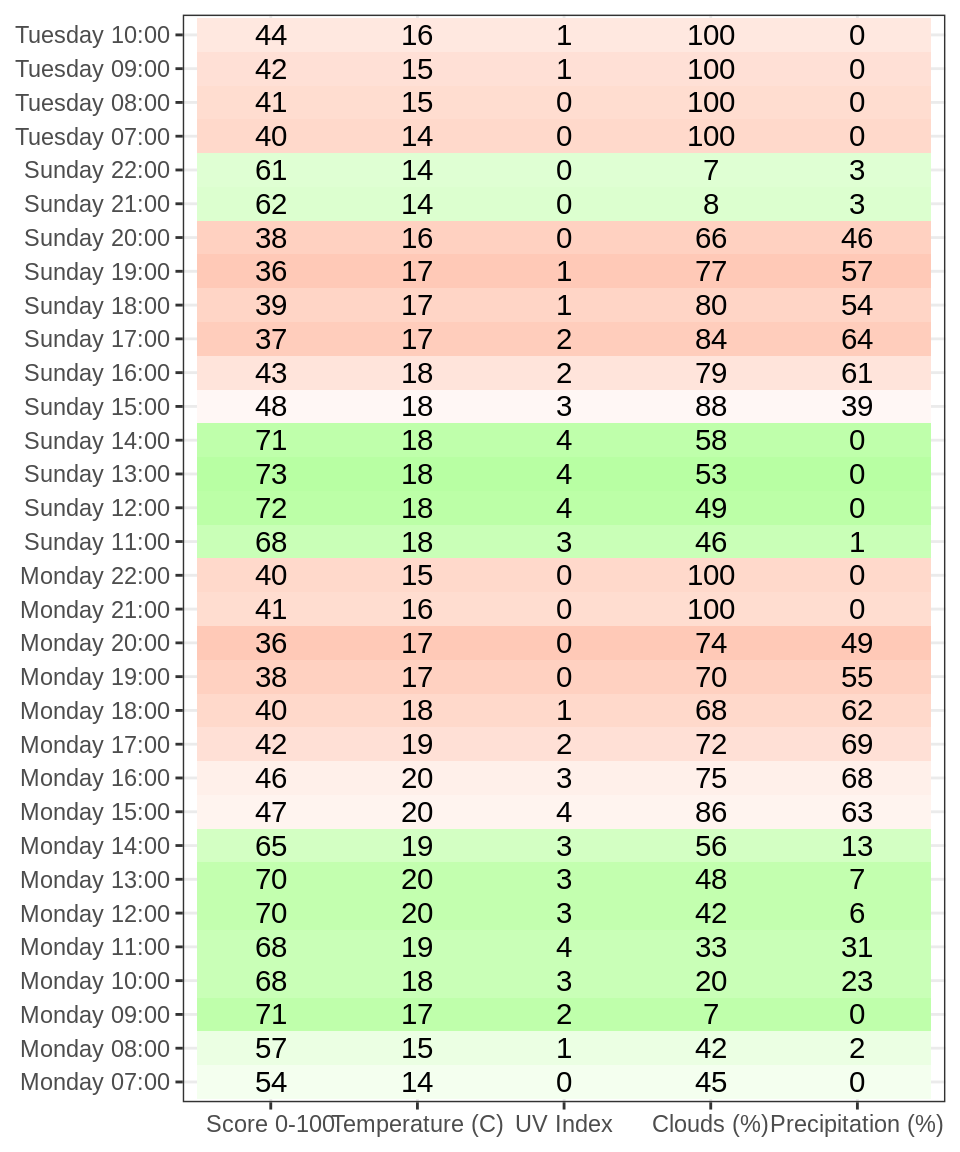 Tuesday 10:00 44 16 1 100 0
Tuesday 09:00 42 15 1 100 0
Tuesday 08:00 41 15 0 100 0
Tuesday 07:00 40 14 0 100 0
Sunday 22:00 61 14 0 7 3
Sunday 21:00 62 14 0 8 3
Sunday 20:00 38 16 0 66 46
Sunday 19:00 36 17 1 77 57
Sunday 18:00 39 17 1 80 54
Sunday 17:00 37 17 2 84 64
Sunday 16:00 43 18 2 79 61
Sunday 15:00 48 18 3 88 39
Sunday 14:00 71 18 4 58 0
Sunday 13:00 73 18 4 53 0
Sunday 12:00 72 18 4 49 0
Sunday 11:00 68 18 3 46 1
Monday 22:00 40 15 0 100 0
Monday 21:00 41 16 0 100 0
Monday 20:00 36 17 0 74 49
Monday 19:00 38 17 0 70 55
Monday 18:00 40 18 1 68 62
Monday 17:00 42 19 2 72 69
Monday 16:00 46 20 3 75 68
Monday 15:00 47 20 4 86 63
Monday 14:00 65 19 3 56 13
Monday 13:00 70 20 3 48 7
Monday 12:00 70 20 3 42 6
Monday 11:00 68 19 4 33 31
Monday 10:00 68 18 3 20 23
Monday 09:00 71 17 2 7 0
Monday 08:00 57 15 1 42 2
Monday 07:00 54 14 0 45 0
Score 0-100 Temperature (C) UV Index Clouds (%) Precipitation (%)